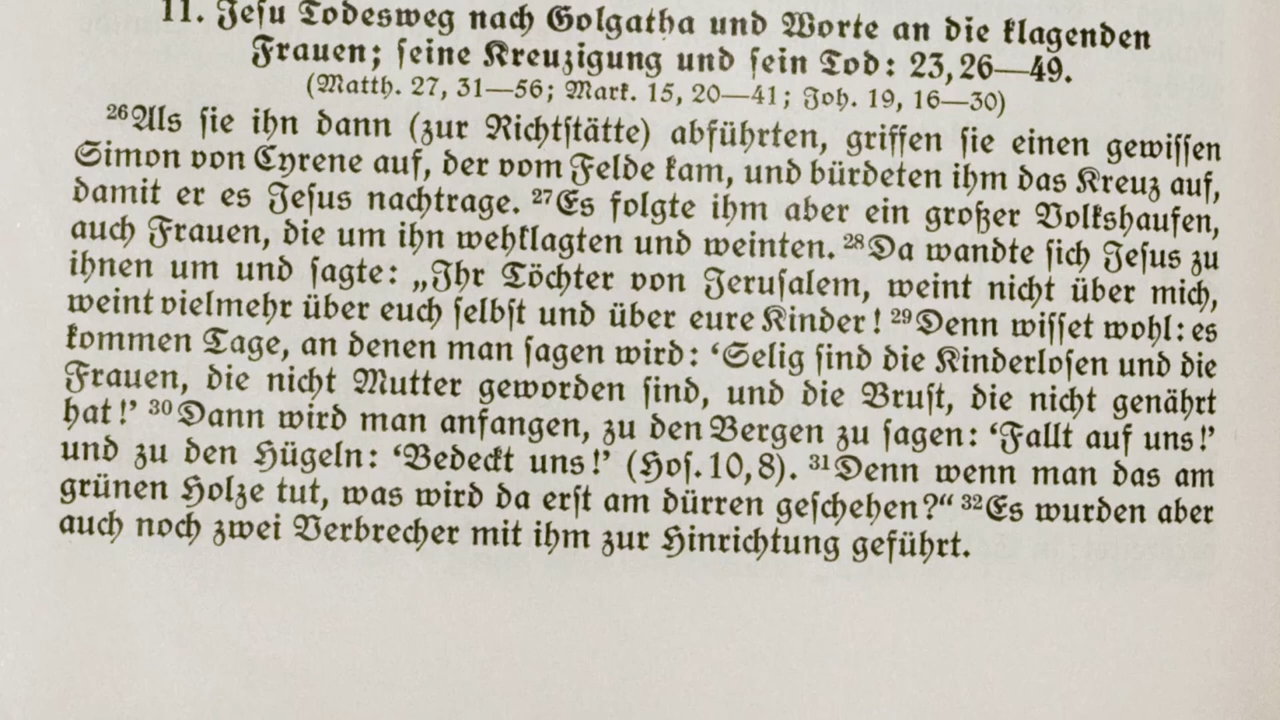 11. Jesu Todesweg nach Golgatha und Worte an die klagenden
Frauen; seine Kreuzigung und sein Tod: 23,26—49.
(Matth. 27, 31—56; Mark. 15, 20—41; Joh. 19, 16—30)
26Als sie ihn dann (zur Richtstätte) abführten, griffen sie einen gewissen
Simon von Cyrene auf, der vom Felde kam, und bürdeten ihm das Kreuz auf,
damit er es Jesus nachtrage. 27Es folgte ihm aber ein großer Volkshaufen,
auch Frauen, die um ihn wehklagten und weinten. 28Da wandte sich Jesus zu
ihnen um und sagte: „Ihr Töchter von Jerusalem, weint nicht über mich,
weint vielmehr über euch selbst und über eure Kinder! 29Denn wisset wohl: es
kommen Tage, an denen man sagen wird: ‘Selig sind die Kinderlosen und die
Frauen, die nicht Mutter geworden sind, und die Brust, die nicht genährt
hat!’ 30Dann wird man anfangen, zu den Bergen zu sagen: ‘Fallt auf uns!’
und zu den Hügeln: ‘Bedeckt uns!’ (Hos. 10, 8). 31Denn wenn man das am
grünen Holze tut, was wird da erst am dürren geschehen?“ 32Es wurden aber
auch noch zwei Verbrecher mit ihm zur Hinrichtung geführt.